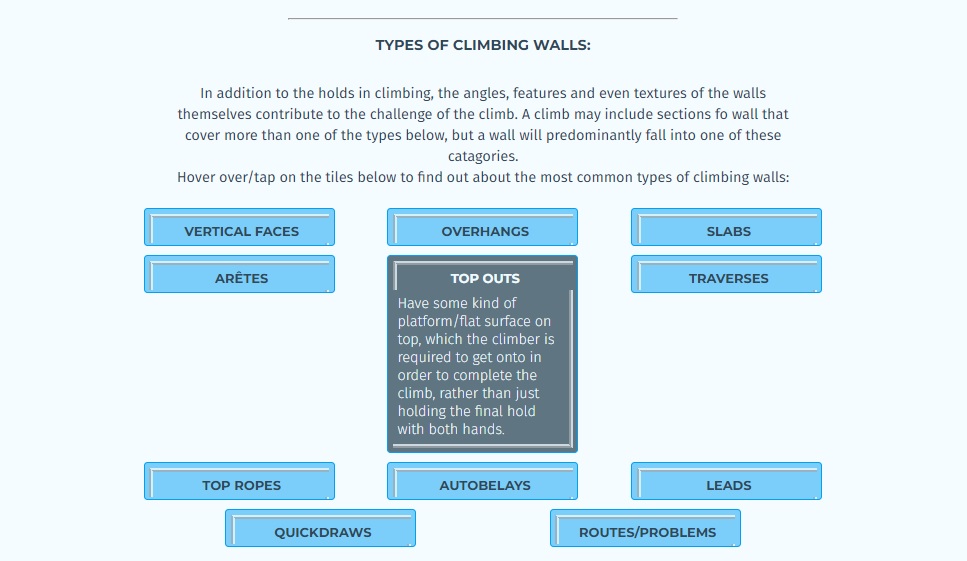 TYPES OF CLIMBING WALLS:
In addition to the holds in climbing, the angles, features and even textures of the walls
themselves contribute to the challenge of the climb. A climb may include sections fo wall that
cover more than one of the types below, but a wall will predominantly fall into one of these
catagories.
Hover over/tap on the tiles below to find out about the most common types of climbing walls:
VERTICAL FACES
OVERHANGS
SLABS
ARÊTES
TOP OUTS
Have some kind of
platform/flat surface on
top, which the climber is
required to get onto in
order to complete the
climb, rather than just
holding the final hold
with both hands.
TRAVERSES
TOP ROPES
AUTOBELAYS
LEADS
QUICKDRAWS
ROUTES/PROBLEMS